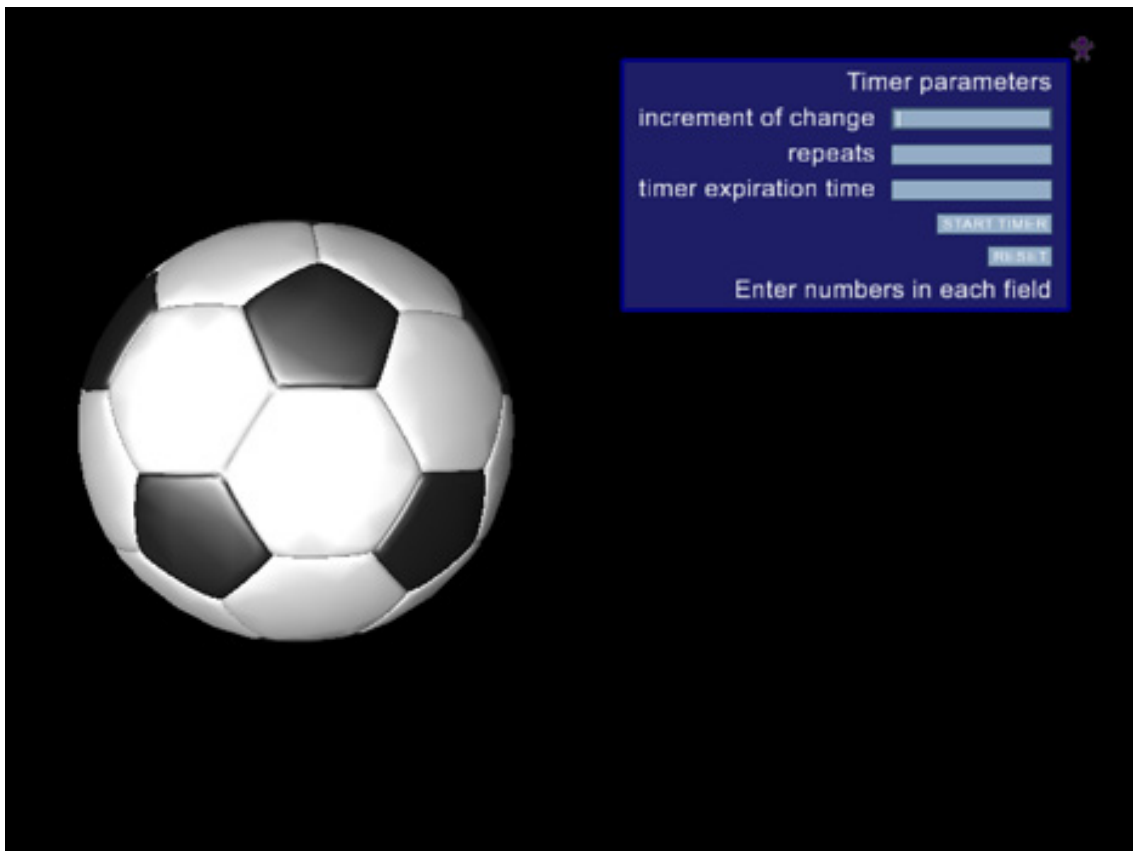 Timer parameters
increment of change
repeats
timer expiration time
START TIMER
RESET
Enter numbers in each field